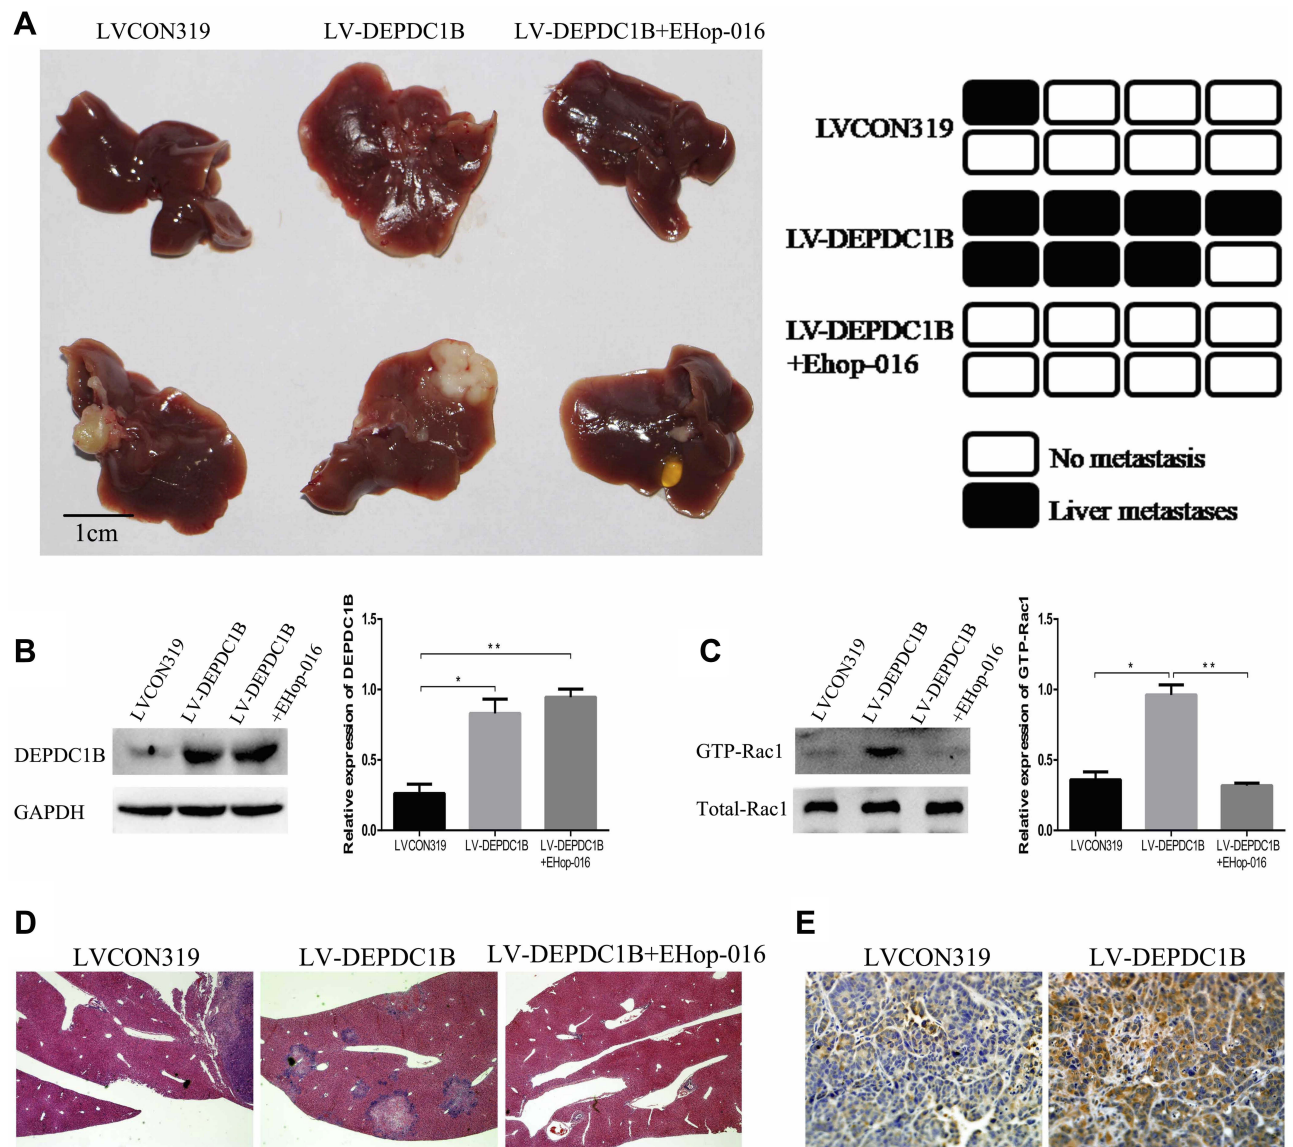 A
LVCON319
LV-DEPDC1B
LV-DEPDC1B+EHop-016
1cm
LVCON319
LV-DEPDC1B
LV-DEPDC1B
+Ehop-016
No metastasis
Liver metastases
B
LVCON319
LV-DEPDC1B
LV-DEPDC1B
+EHop-016
DEPDC1B
GAPDH
Relative expression of DEPDC1B
1.5
1.0
0.5
0.0
**
*
LVCON319
LV-DEPDC1B
LV-DEPDC1B
+EHop-016
C
LVCON319
LV-DEPDC1B
LV-DEPDC1B
+EHop-016
GTP-Rac1
Total-Rac1
Relative expression of GTP-Rac1
1.5
1.0
0.5
0.0
*
**
LVCON319
LV-DEPDC1B
LV-DEPDC1B
+EHop-016
D
LVCON319
LV-DEPDC1B
LV-DEPDC1B+EHop-016
E
LVCON319
LV-DEPDC1B